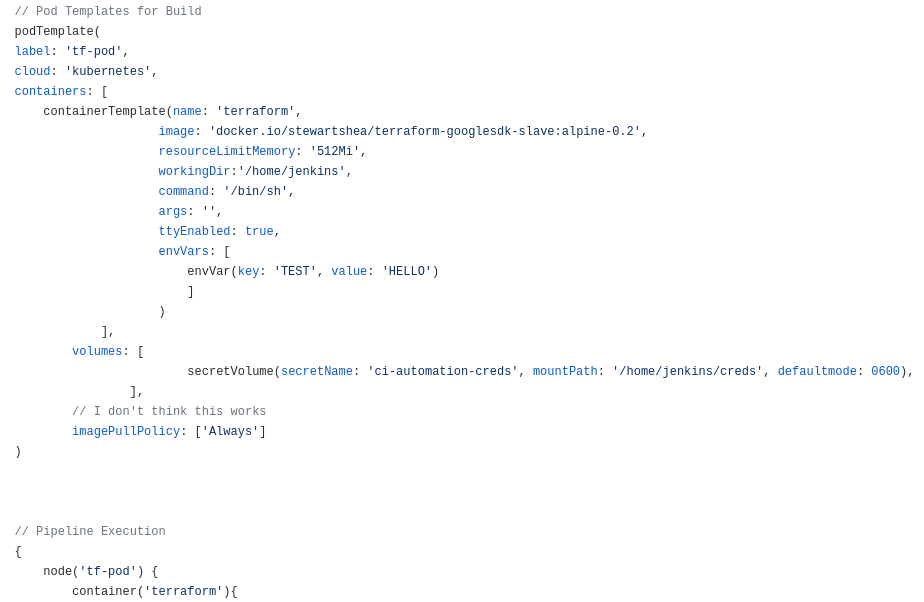 // Pod Templates for Build
podTemplate(
label: 'tf-pod',
cloud: 'kubernetes',
containers: [
    containerTemplate(name: 'terraform',
                    image: 'docker.io/stewartshea/terraform-googlesdk-slave:alpine-0.2',
                    resourceLimitMemory: '512Mi',
                    workingDir:'/home/jenkins',
                    command: '/bin/sh',
                    args: '',
                    ttyEnabled: true,
                    envVars: [
                        envVar(key: 'TEST', value: 'HELLO')
                        ]
                    )
            ],
        volumes: [
                        secretVolume(secretName: 'ci-automation-creds', mountPath: '/home/jenkins/creds', defaultmode: 0600),
                ],
        // I don't think this works
        imagePullPolicy: ['Always']
)
// Pipeline Execution
{
    node('tf-pod') {
        container('terraform'){